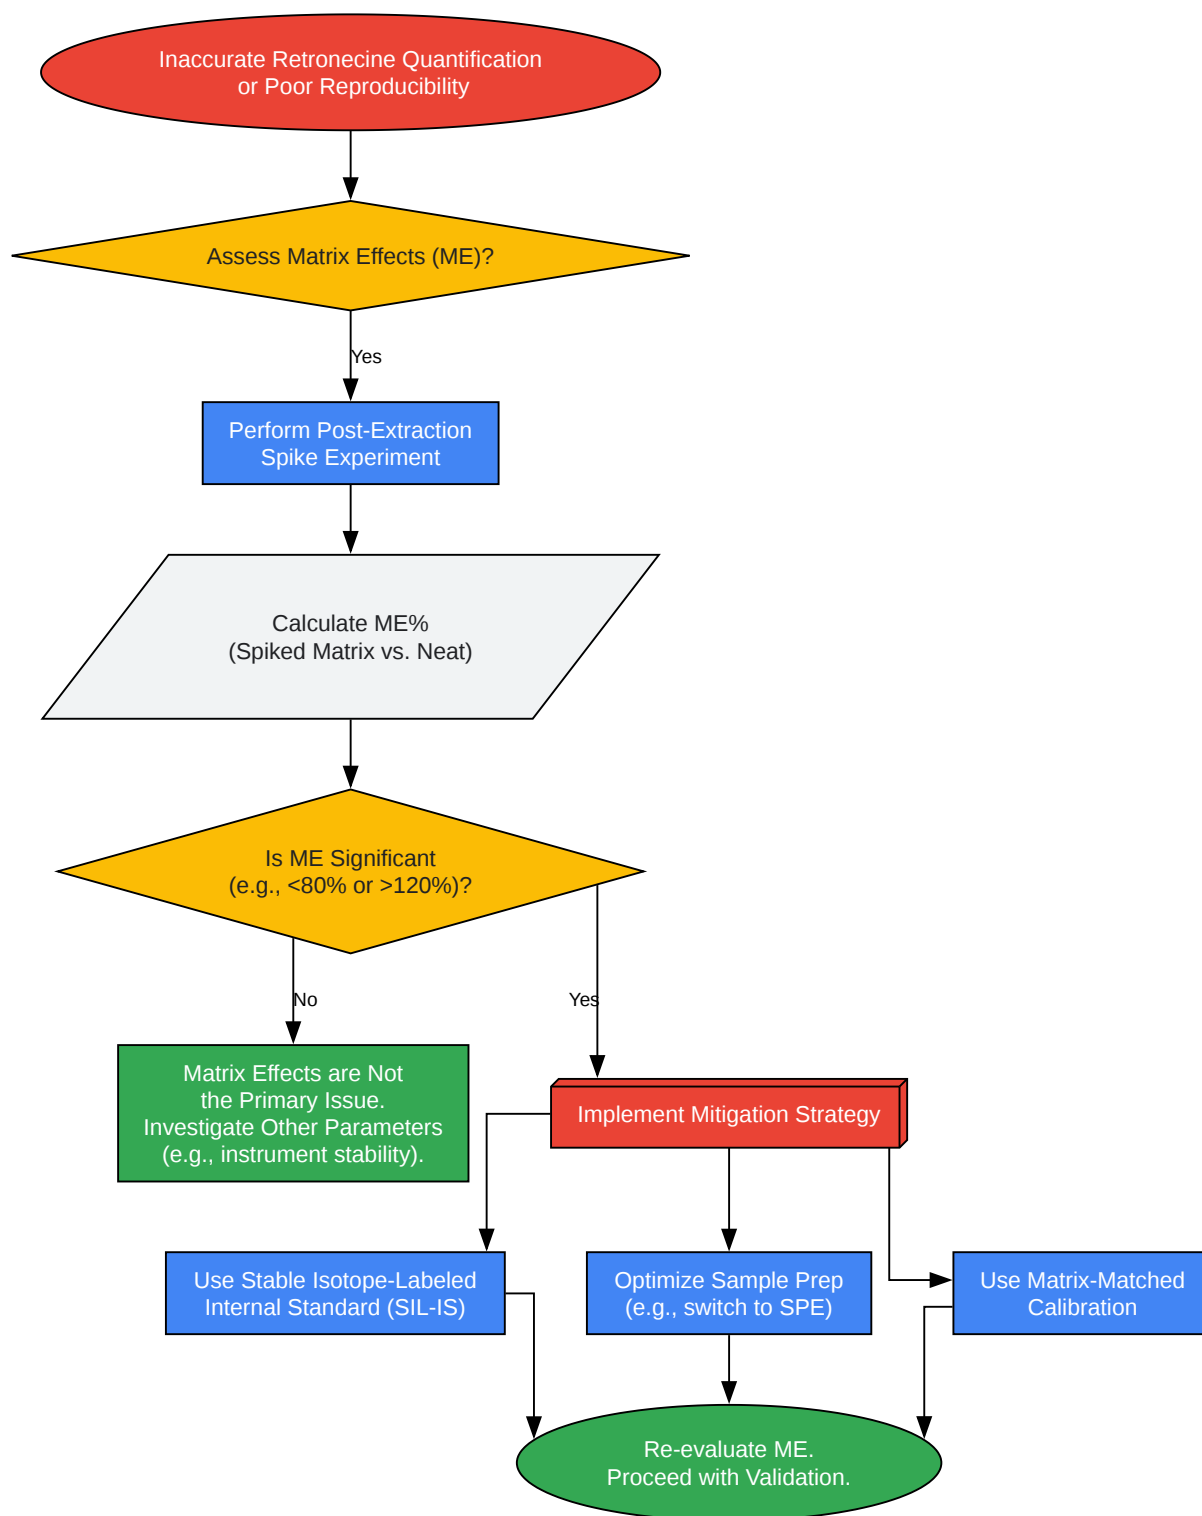 Inaccurate Retronecine Quantification
or Poor Reproducibility
Assess Matrix Effects (ME)?
Yes
Perform Post-Extraction
Spike Experiment
Calculate ME%
(Spiked Matrix vs. Neat)
Is ME Significant
(e.g., <80% or >120%)?
No
Yes
Matrix Effects are Not
the Primary Issue.
Investigate Other Parameters
(e.g., instrument stability).
Implement Mitigation Strategy
Use Stable Isotope-Labeled
Internal Standard (SIL-IS)
Optimize Sample Prep
(e.g., switch to SPE)
Use Matrix-Matched
Calibration
Re-evaluate ME.
Proceed with Validation.